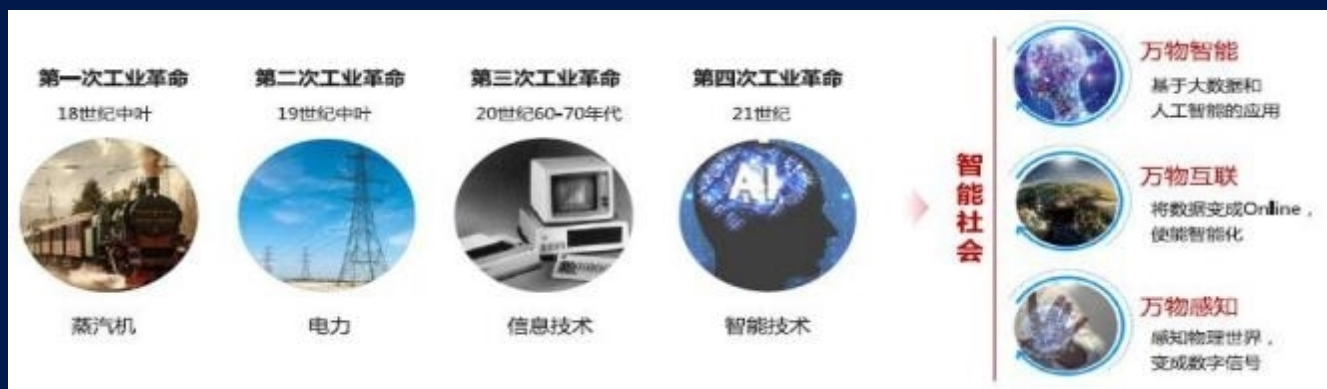 第一次工业革命
18世纪中叶
蒸汽机
第二次工业革命
19世纪中叶
电力
第三次工业革命
20世纪60-70年代
信息技术
第四次工业革命
21世纪
AI
智能技术
智能社会
万物智能
基于大数据和
人工智能的应用
万物互联
将数据变成Online，
使能智能化
万物感知
感知物理世界，
变成数字信号